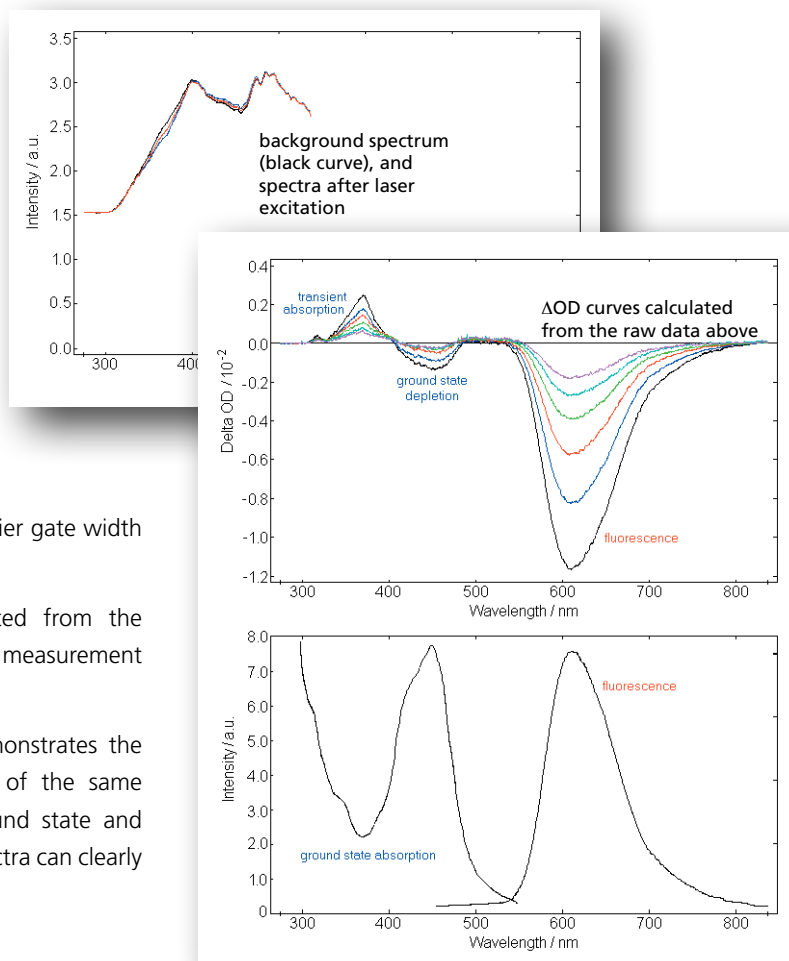 3.5
3.0
2.5
2.0
1.5
1.0
0.5
0.0
Intensity / a.u.
300
background spectrum
(black curve), and
spectra after laser
excitation
0.4
0.2
0.0
-0.2
-0.4
-0.6
-0.8
-1.0
-1.2
Delta OD / 10⁻²
transient
absorption
ΔOD curves calculated
from the raw data above
ground state
depletion
fluorescence
300 400 500 600 700 800
Wavelength / nm
8.0
7.0
6.0
5.0
4.0
3.0
2.0
1.0
0
Intensity / a.u.
fluorescence
ground state absorption
300 400 500 600 700 800
Wavelength / nm
gate width
from the
measurement
the
of the same
state and
can clearly